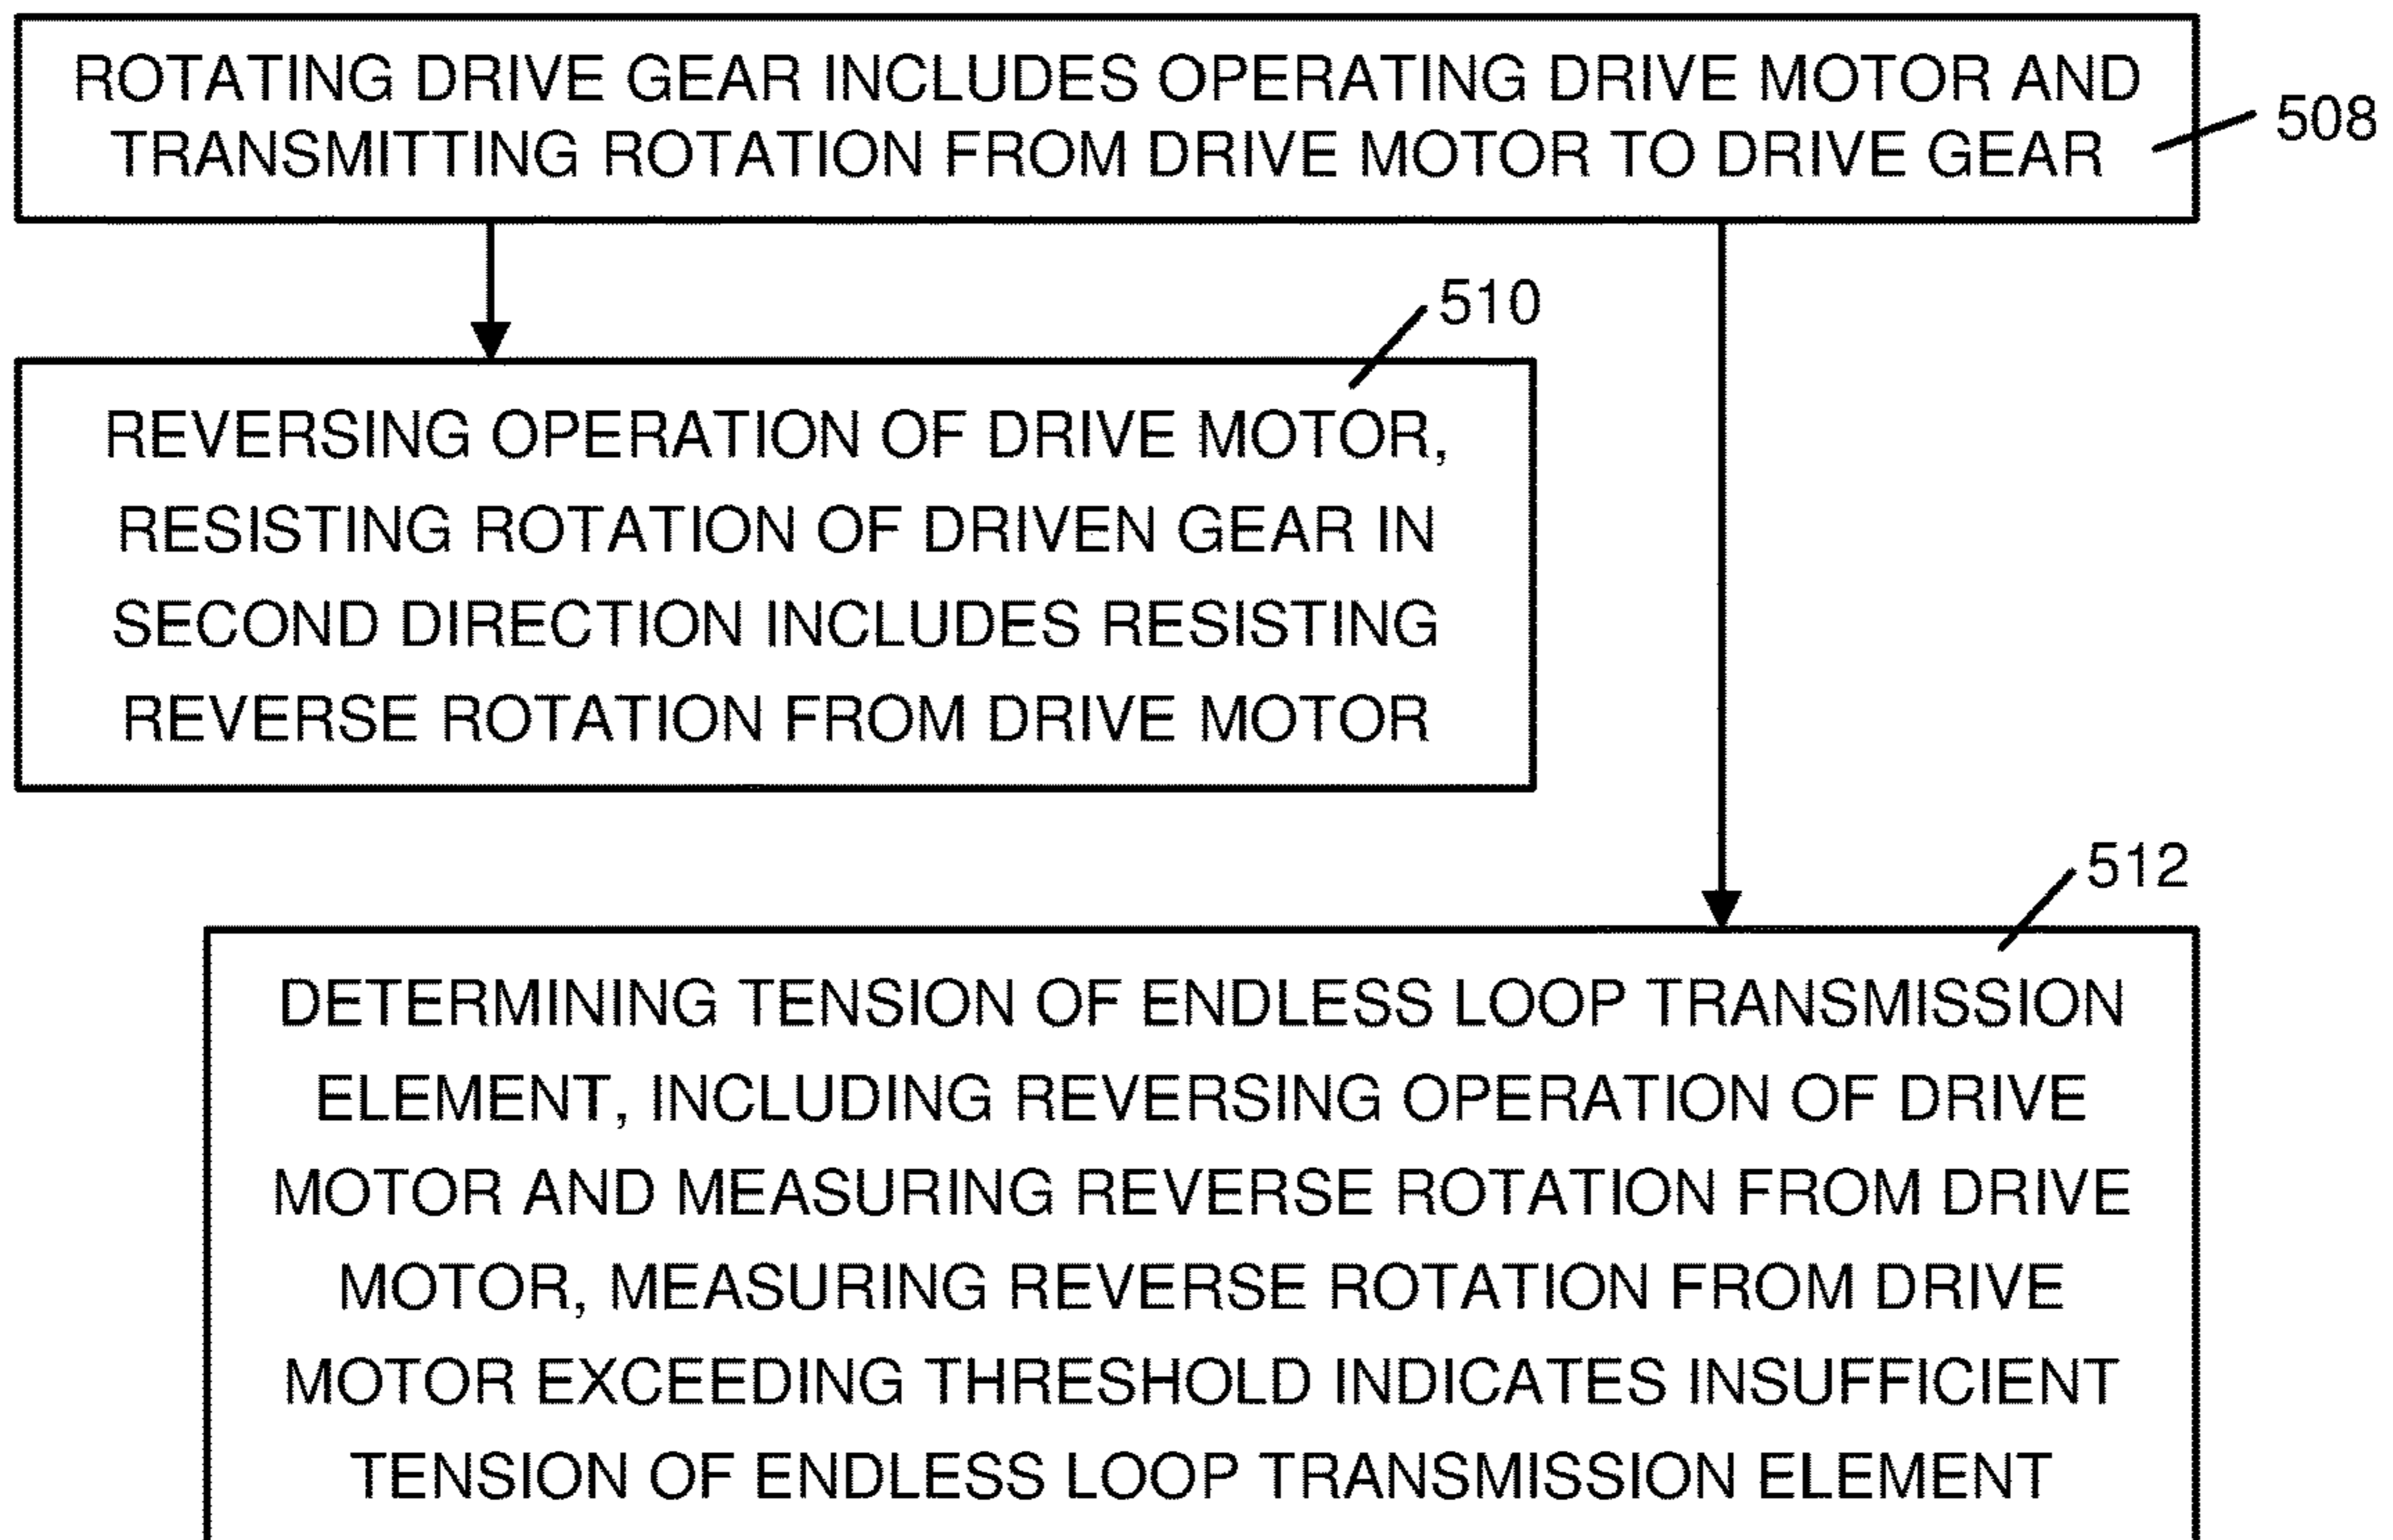 ROTATING DRIVE GEAR INCLUDES OPERATING DRIVE MOTOR AND
TRANSMITTING ROTATION FROM DRIVE MOTOR TO DRIVE GEAR
508
510
REVERSING OPERATION OF DRIVE MOTOR,
RESISTING ROTATION OF DRIVEN GEAR IN
SECOND DIRECTION INCLUDES RESISTING
REVERSE ROTATION FROM DRIVE MOTOR
512
DETERMINING TENSION OF ENDLESS LOOP TRANSMISSION
ELEMENT, INCLUDING REVERSING OPERATION OF DRIVE
MOTOR AND MEASURING REVERSE ROTATION FROM DRIVE
MOTOR, MEASURING REVERSE ROTATION FROM DRIVE
MOTOR EXCEEDING THRESHOLD INDICATES INSUFFICIENT
TENSION OF ENDLESS LOOP TRANSMISSION ELEMENT